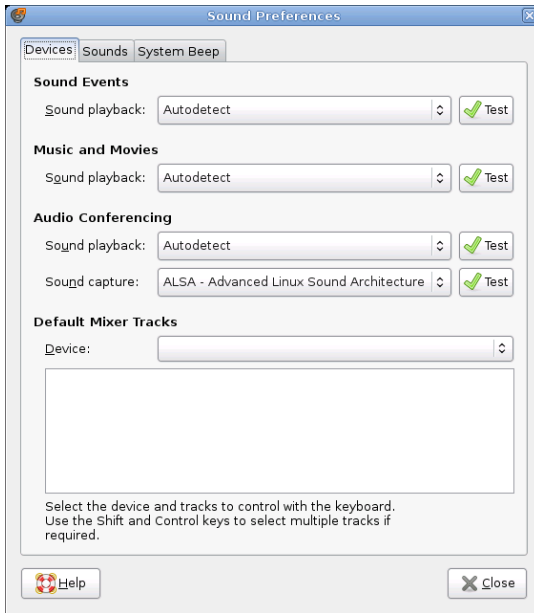 Sound Preferences
Devices Sounds System Beep
Sound Events
Sound playback: Autodetect Test
Music and Movies
Sound playback: Autodetect Test
Audio Conferencing
Sound playback: Autodetect Test
Sound capture: ALSA - Advanced Linux Sound Architecture Test
Default Mixer Tracks
Device:
Select the device and tracks to control with the keyboard.
Use the Shift and Control keys to select multiple tracks if
required.
Help Close